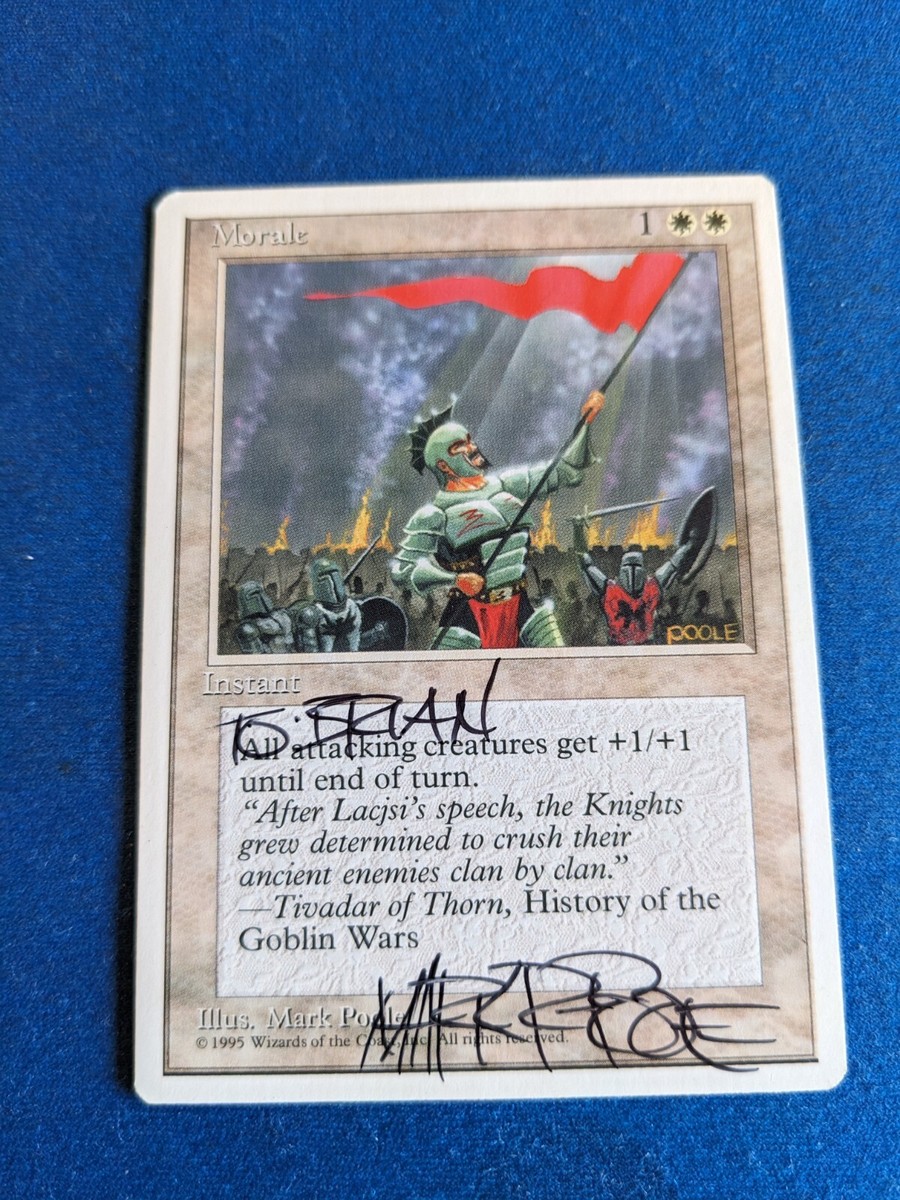 Morale 1
POOLE
Instant
TO: BRIAN
All attacking creatures get +1/+1
until end of turn.
“After Lacjsi’s speech, the Knights
grew determined to crush their
ancient enemies clan by clan.”
—Tivadar of Thorn, History of the
Goblin Wars
MARK POOLE
Illus. Mark Poole
© 1995 Wizards of the Coast, Inc. All rights reserved.